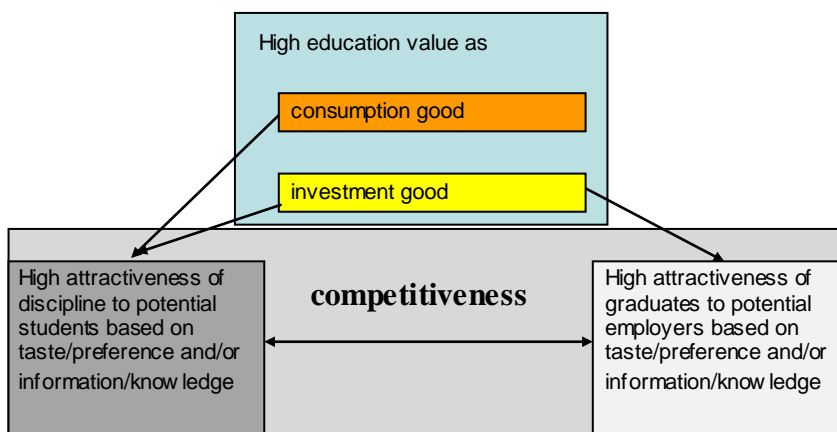 High education value as
consumption good
investment good
High attractiveness of
discipline to potential
students based on
taste/preference and/or
information/know ledge
competitiveness
High attractiveness of
graduates to potential
employers based on
taste/preference and/or
information/know ledge